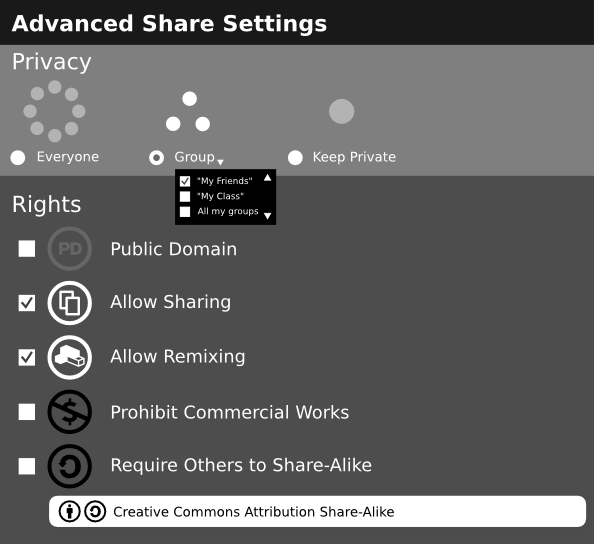 Advanced Share Settings
Privacy
Everyone
Group
Keep Private
"My Friends"
"My Class"
All my groups
Rights
PD
Public Domain
Allow Sharing
Allow Remixing
$
Prohibit Commercial Works
Require Others to Share-Alike
Creative Commons Attribution Share-Alike